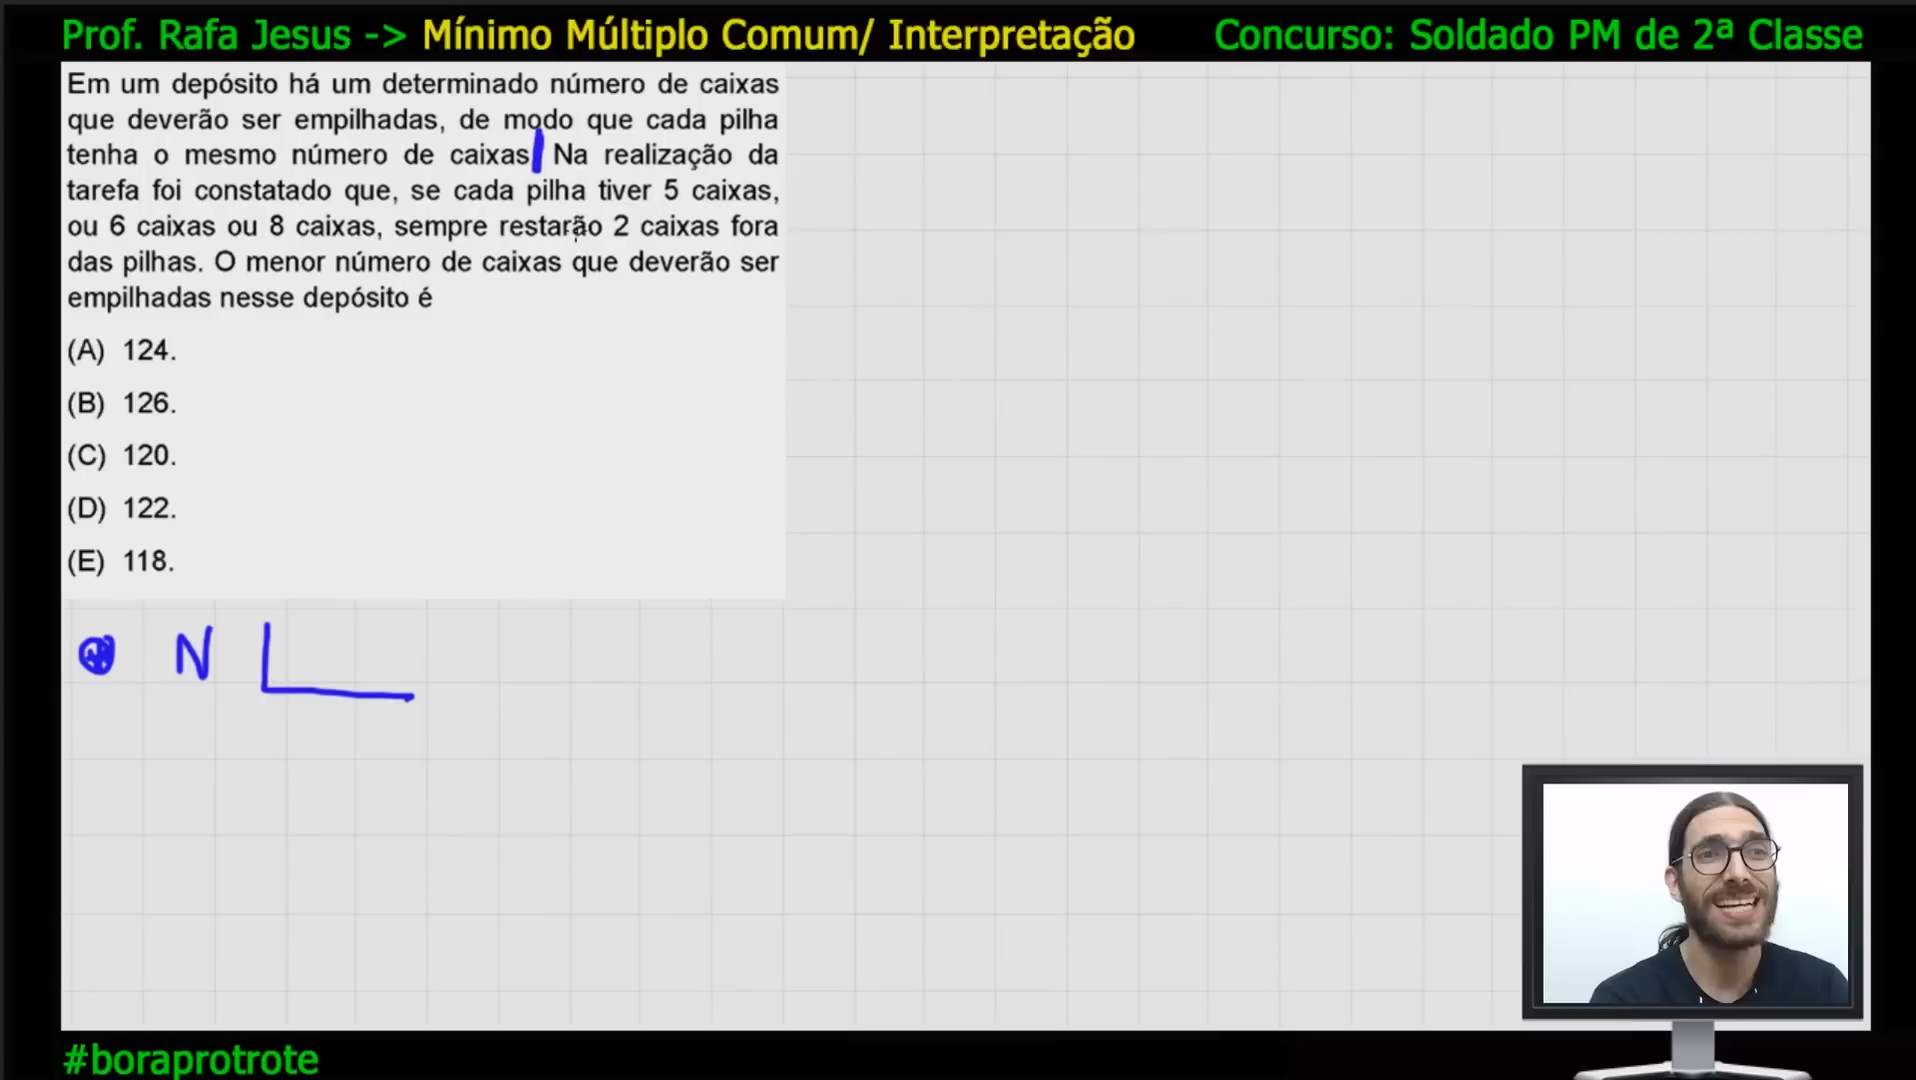 Prof. Rafa Jesus -> Mínimo Múltiplo Comum/ Interpretação Concurso: Soldado PM de 2ª Classe
Em um depósito há um determinado número de caixas
que deverão ser empilhadas, de modo que cada pilha
tenha o mesmo número de caixas. Na realização da
tarefa foi constatado que, se cada pilha tiver 5 caixas,
ou 6 caixas ou 8 caixas, sempre restarão 2 caixas fora
das pilhas. O menor número de caixas que deverão ser
empilhadas nesse depósito é
(A) 124.
(B) 126.
(C) 120.
(D) 122.
(E) 118.
N
#boraprotrote